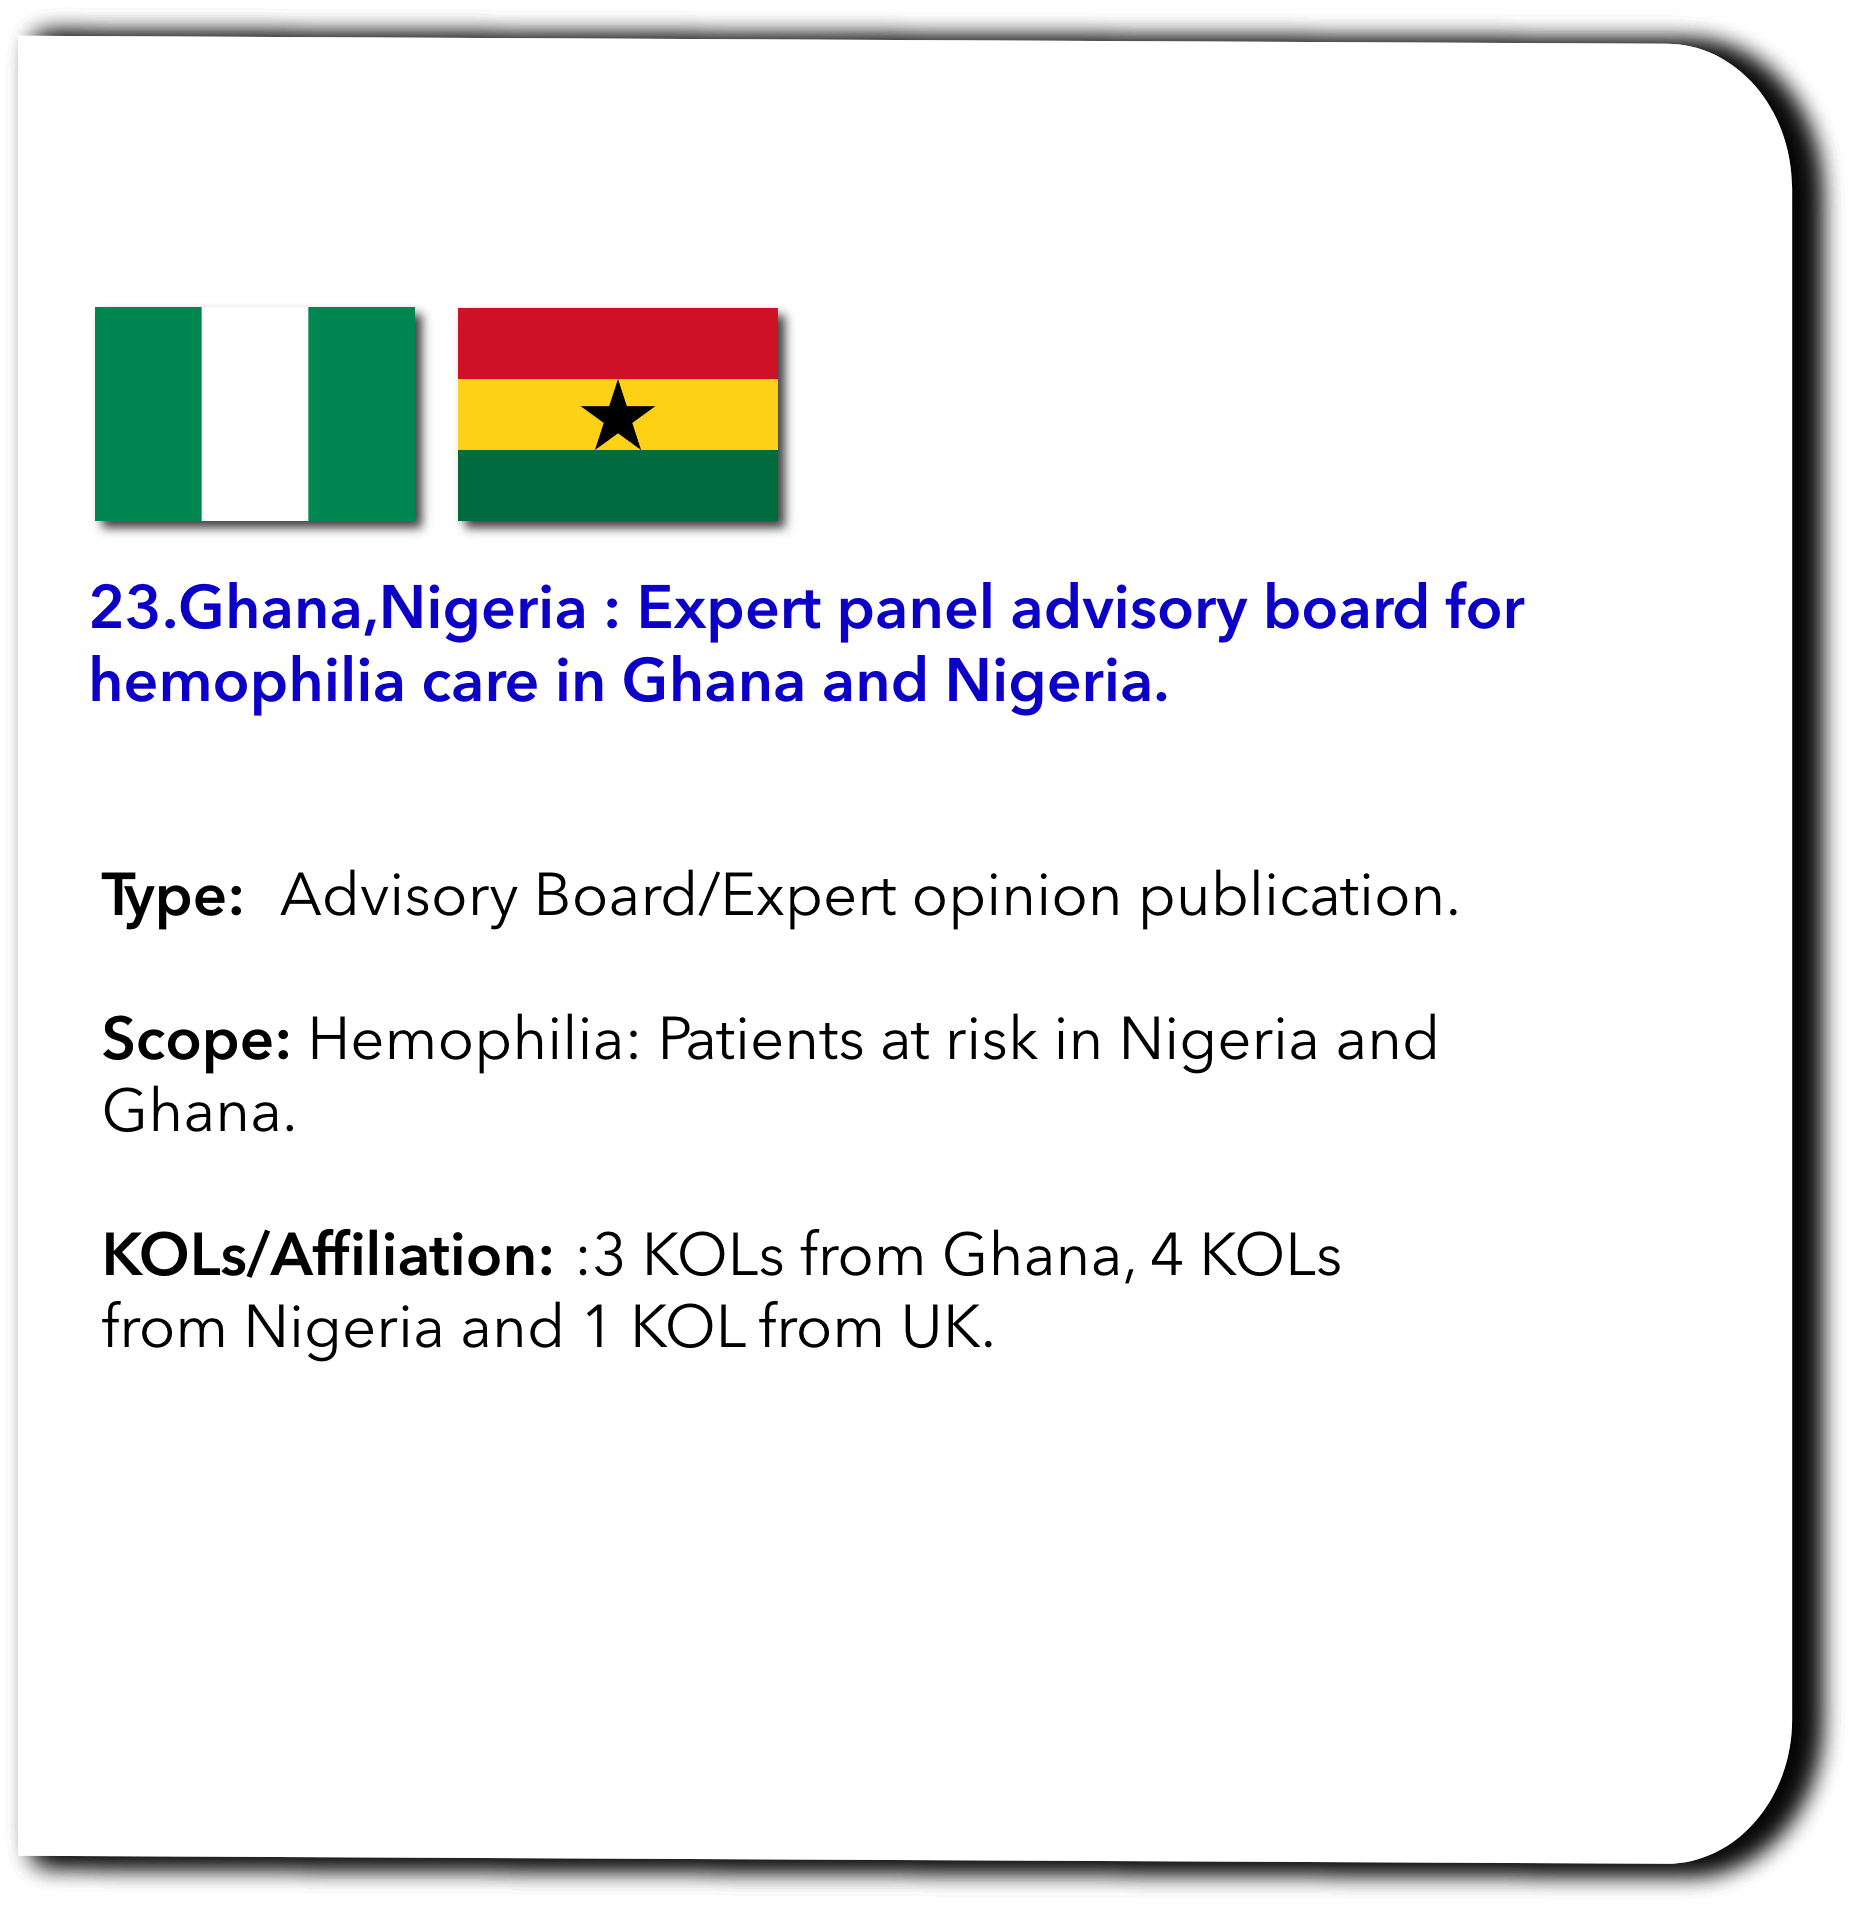 23.Ghana,Nigeria : Expert panel advisory board for
hemophilia care in Ghana and Nigeria.
Type: Advisory Board/Expert opinion publication.
Scope: Hemophilia: Patients at risk in Nigeria and
Ghana.
KOLs/Affiliation: :3 KOLs from Ghana, 4 KOLs
from Nigeria and 1 KOL from UK.